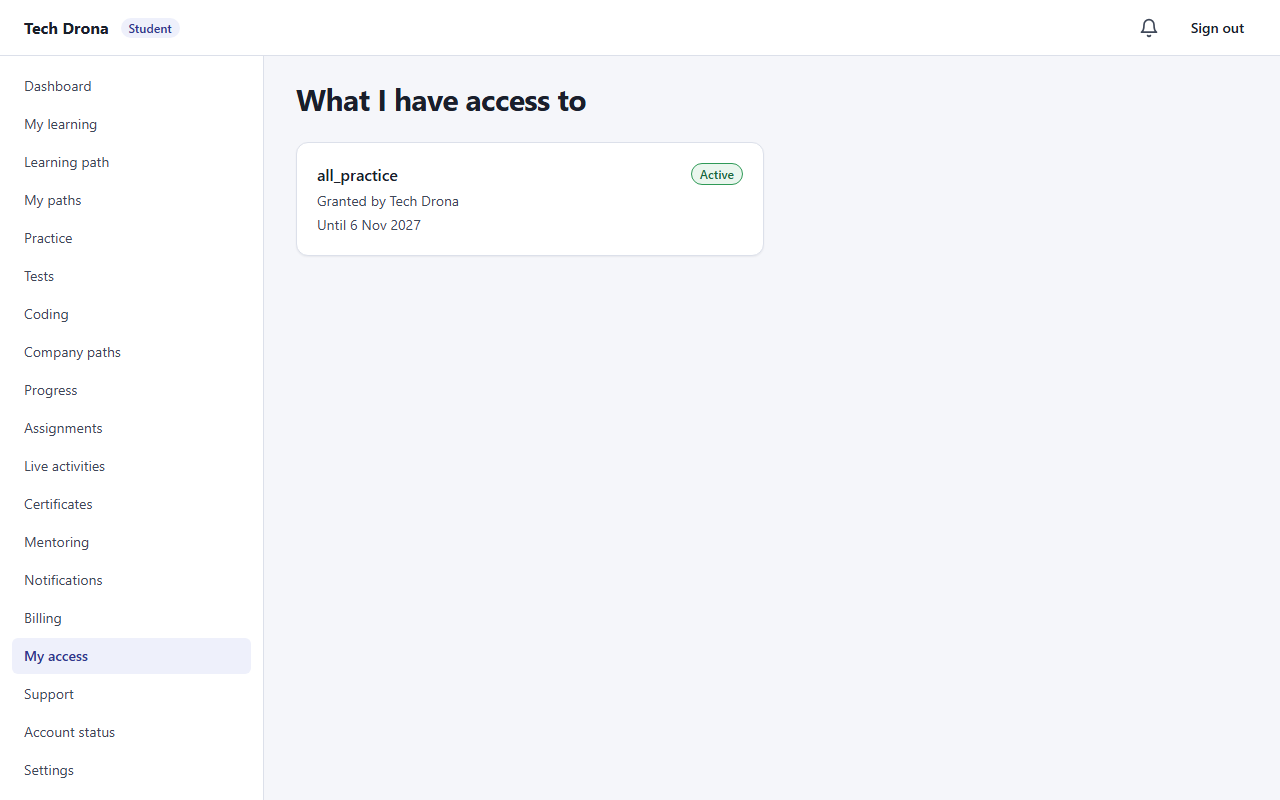 Tech Drona
Student
Sign out
Dashboard
My learning
Learning path
My paths
Practice
Tests
Coding
Company paths
Progress
Assignments
Live activities
Certificates
Mentoring
Notifications
Billing
My access
Support
Account status
Settings
What I have access to
all_practice
Active
Granted by Tech Drona
Until 6 Nov 2027